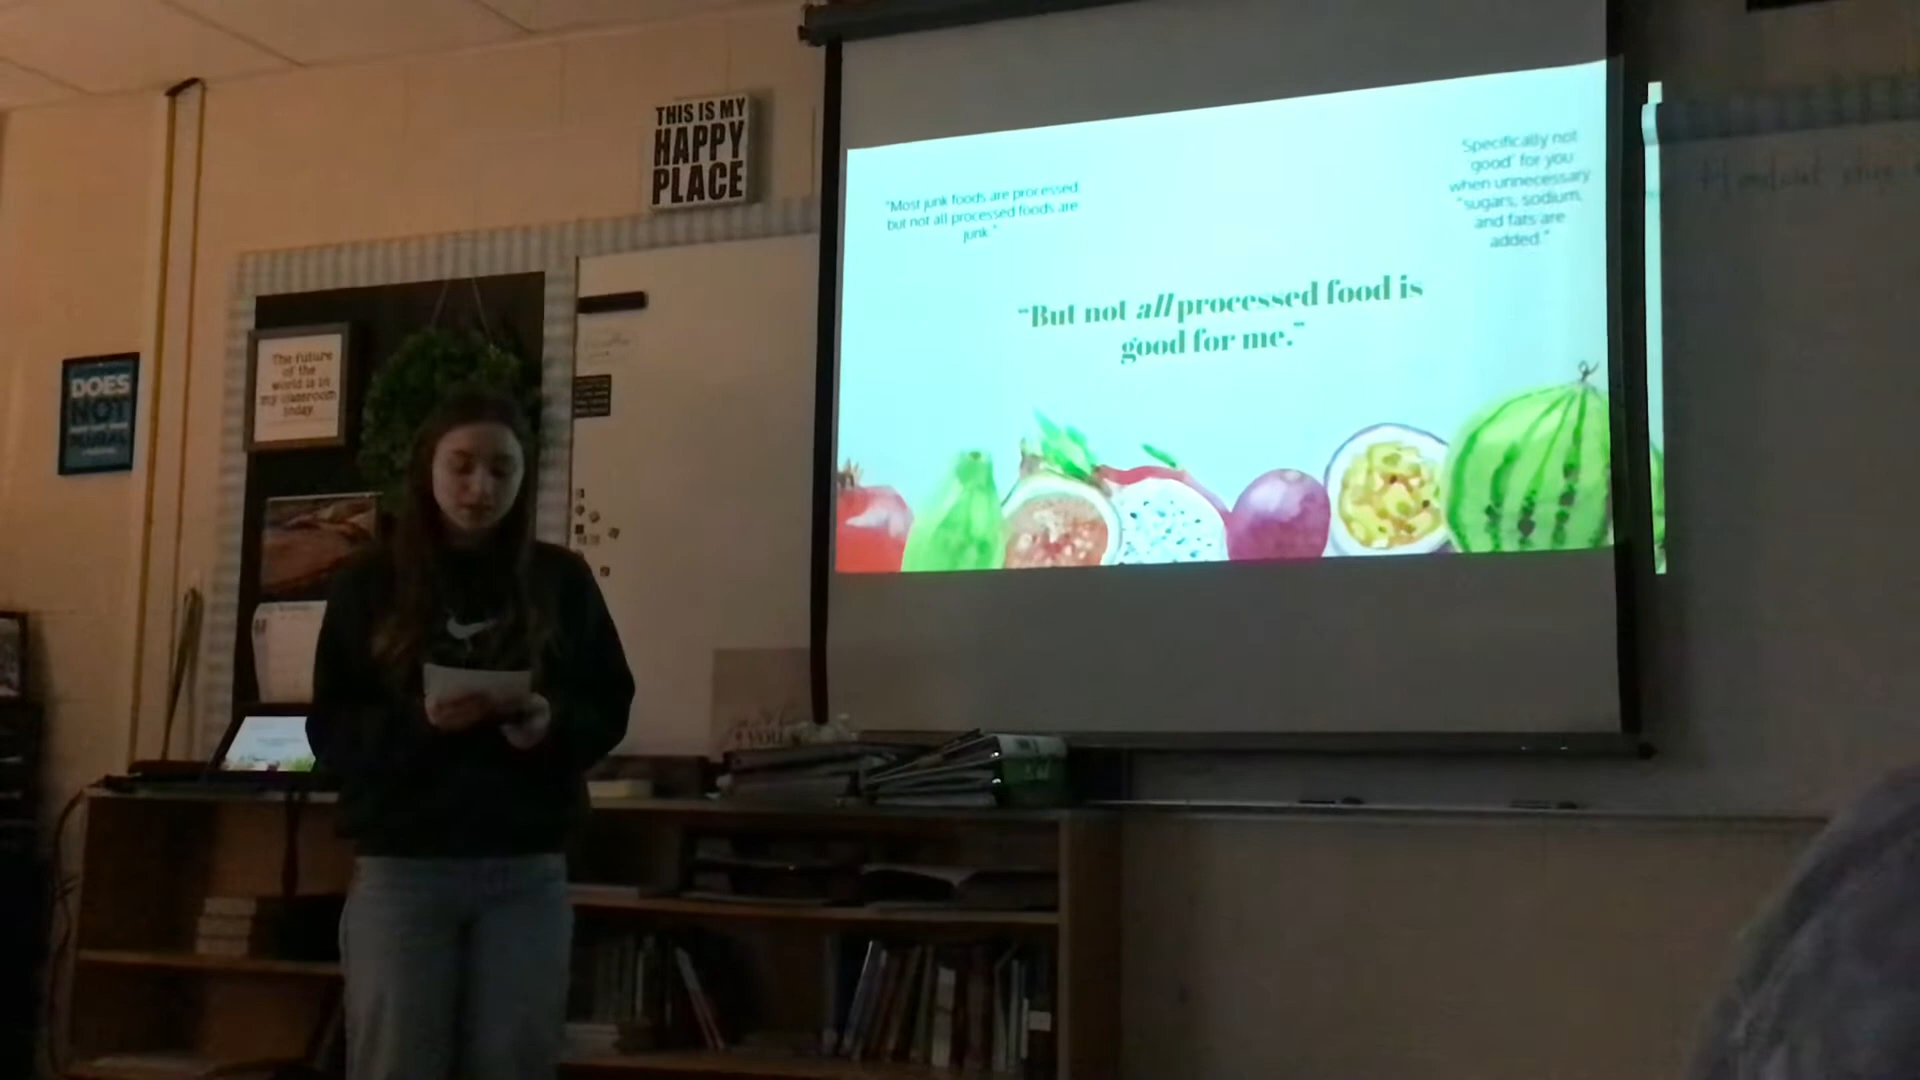 THIS IS MY
HAPPY
PLACE
"Most junk foods are processed,
but not all processed foods are
junk."
Specifically not
'good' for you
when unnecessary
"sugars, sodium,
and fats are
added."
"But not all processed food is
good for me."
The future
of the
world is in
my classroom
today.
DOES
NOT
PLURAL
YOU